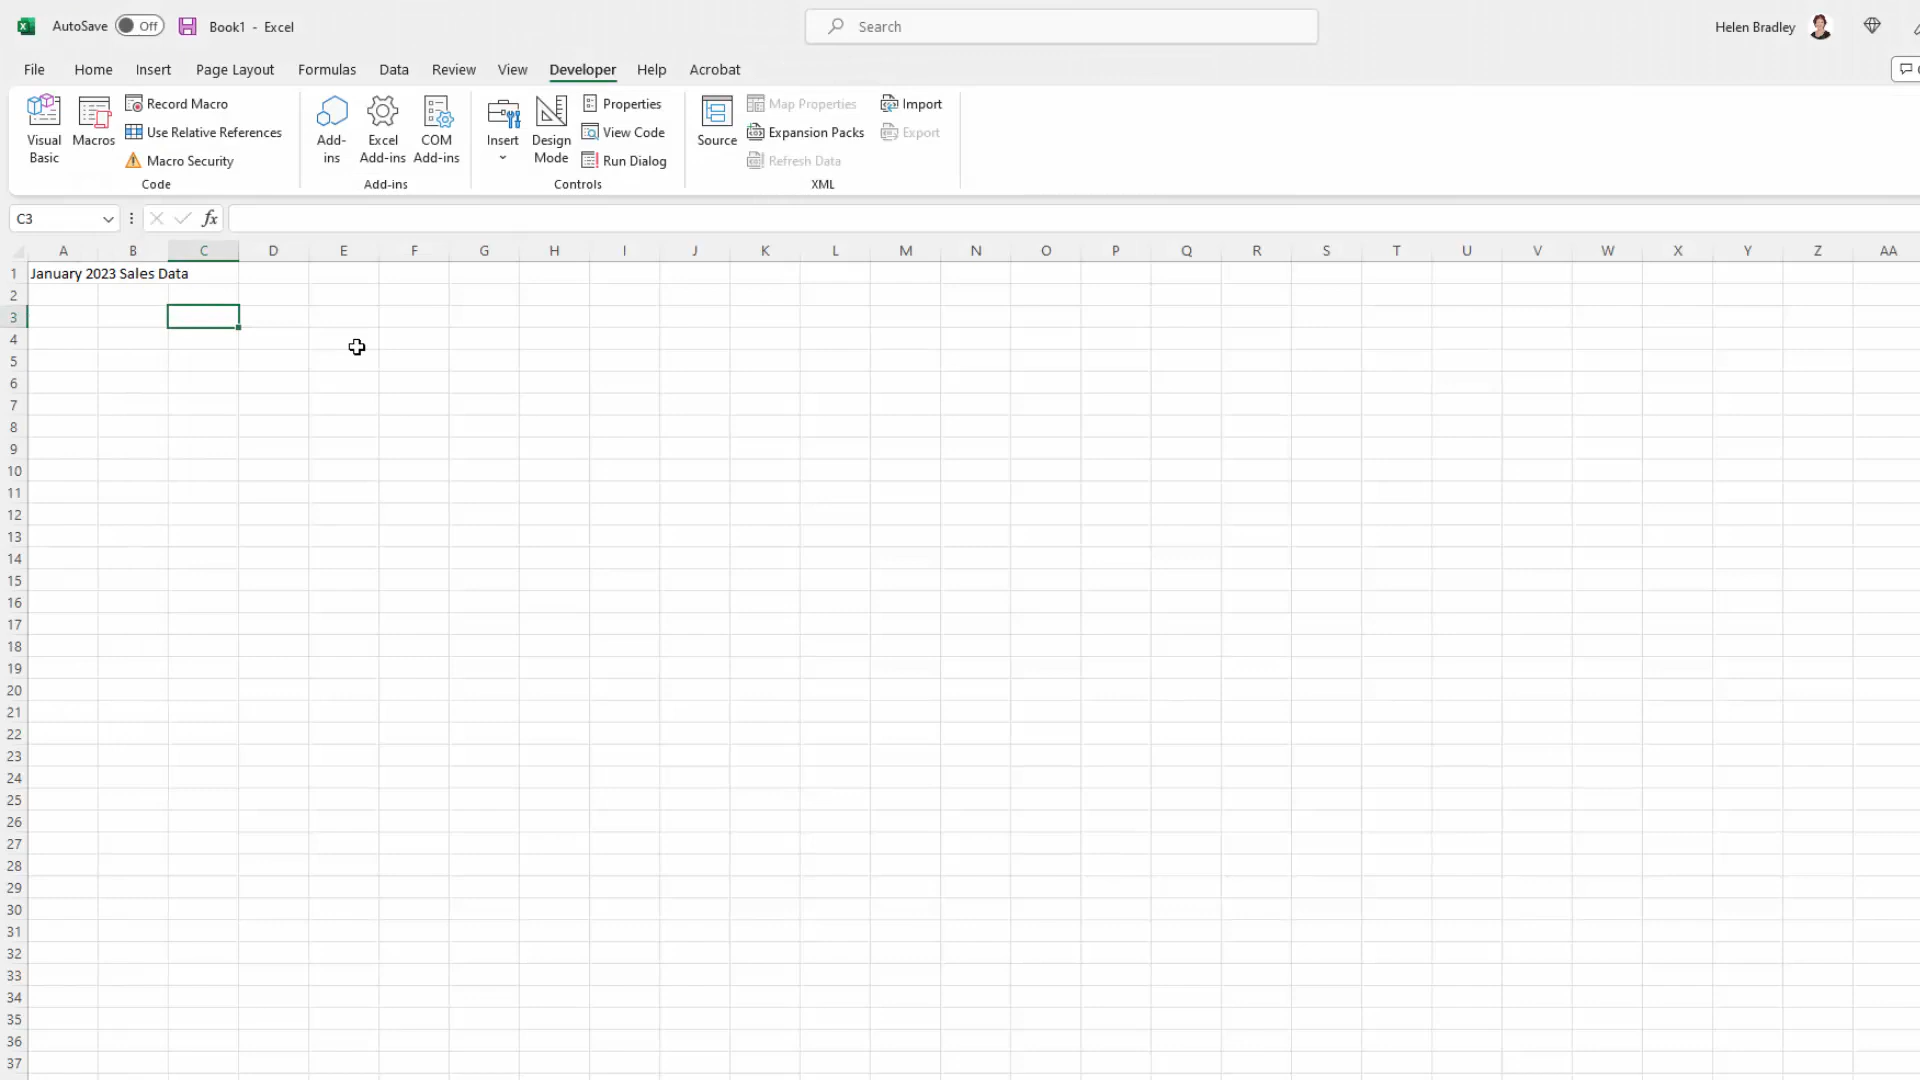 AutoSave Off Book1 - Excel Search Helen Bradley
File Home Insert Page Layout Formulas Data Review View Developer Help Acrobat
Visual Basic
Macros
Record Macro
Use Relative References
Macro Security
Code
Add-ins
Excel Add-ins
COM Add-ins
Add-ins
Insert
Design Mode
Properties
View Code
Run Dialog
Controls
Source
Map Properties
Expansion Packs
Refresh Data
Import
Export
XML
C3 fx
A B C D E F G H I J K L M N O P Q R S T U V W X Y Z AA
1 January 2023 Sales Data
2
3
4
5
6
7
8
9
10
11
12
13
14
15
16
17
18
19
20
21
22
23
24
25
26
27
28
29
30
31
32
33
34
35
36
37